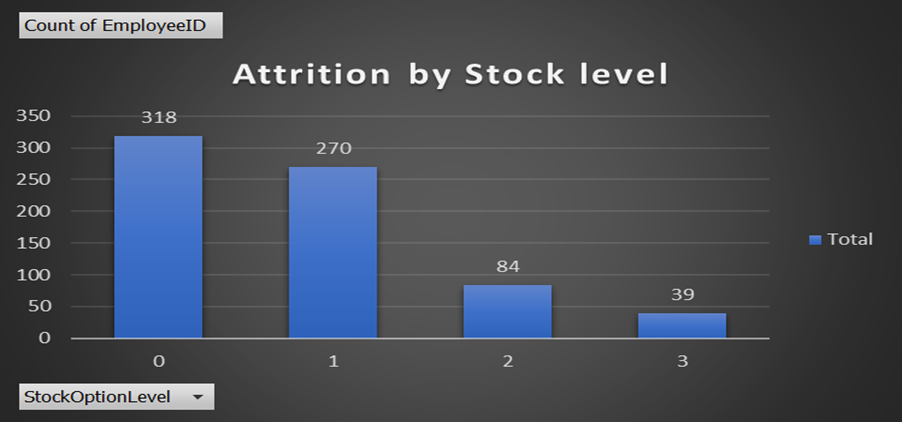 Count of EmployeeID
Attrition by Stock level
350
300
250
200
150
100
50
0
318
270
84
39
0 1 2 3
Total
StockOptionLevel